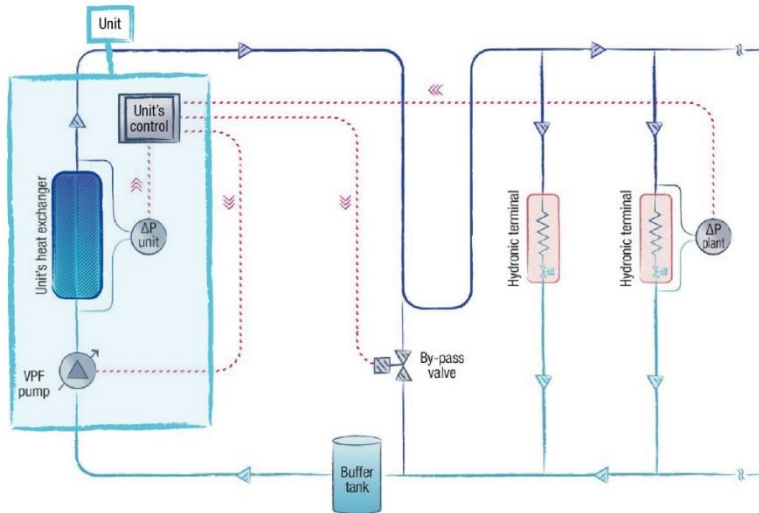 Unit
Unit's
control
Unit's heat exchanger
ΔP
unit
VPF
pump
Hydronic terminal
Hydronic terminal
ΔP
plant
By-pass
valve
Buffer
tank